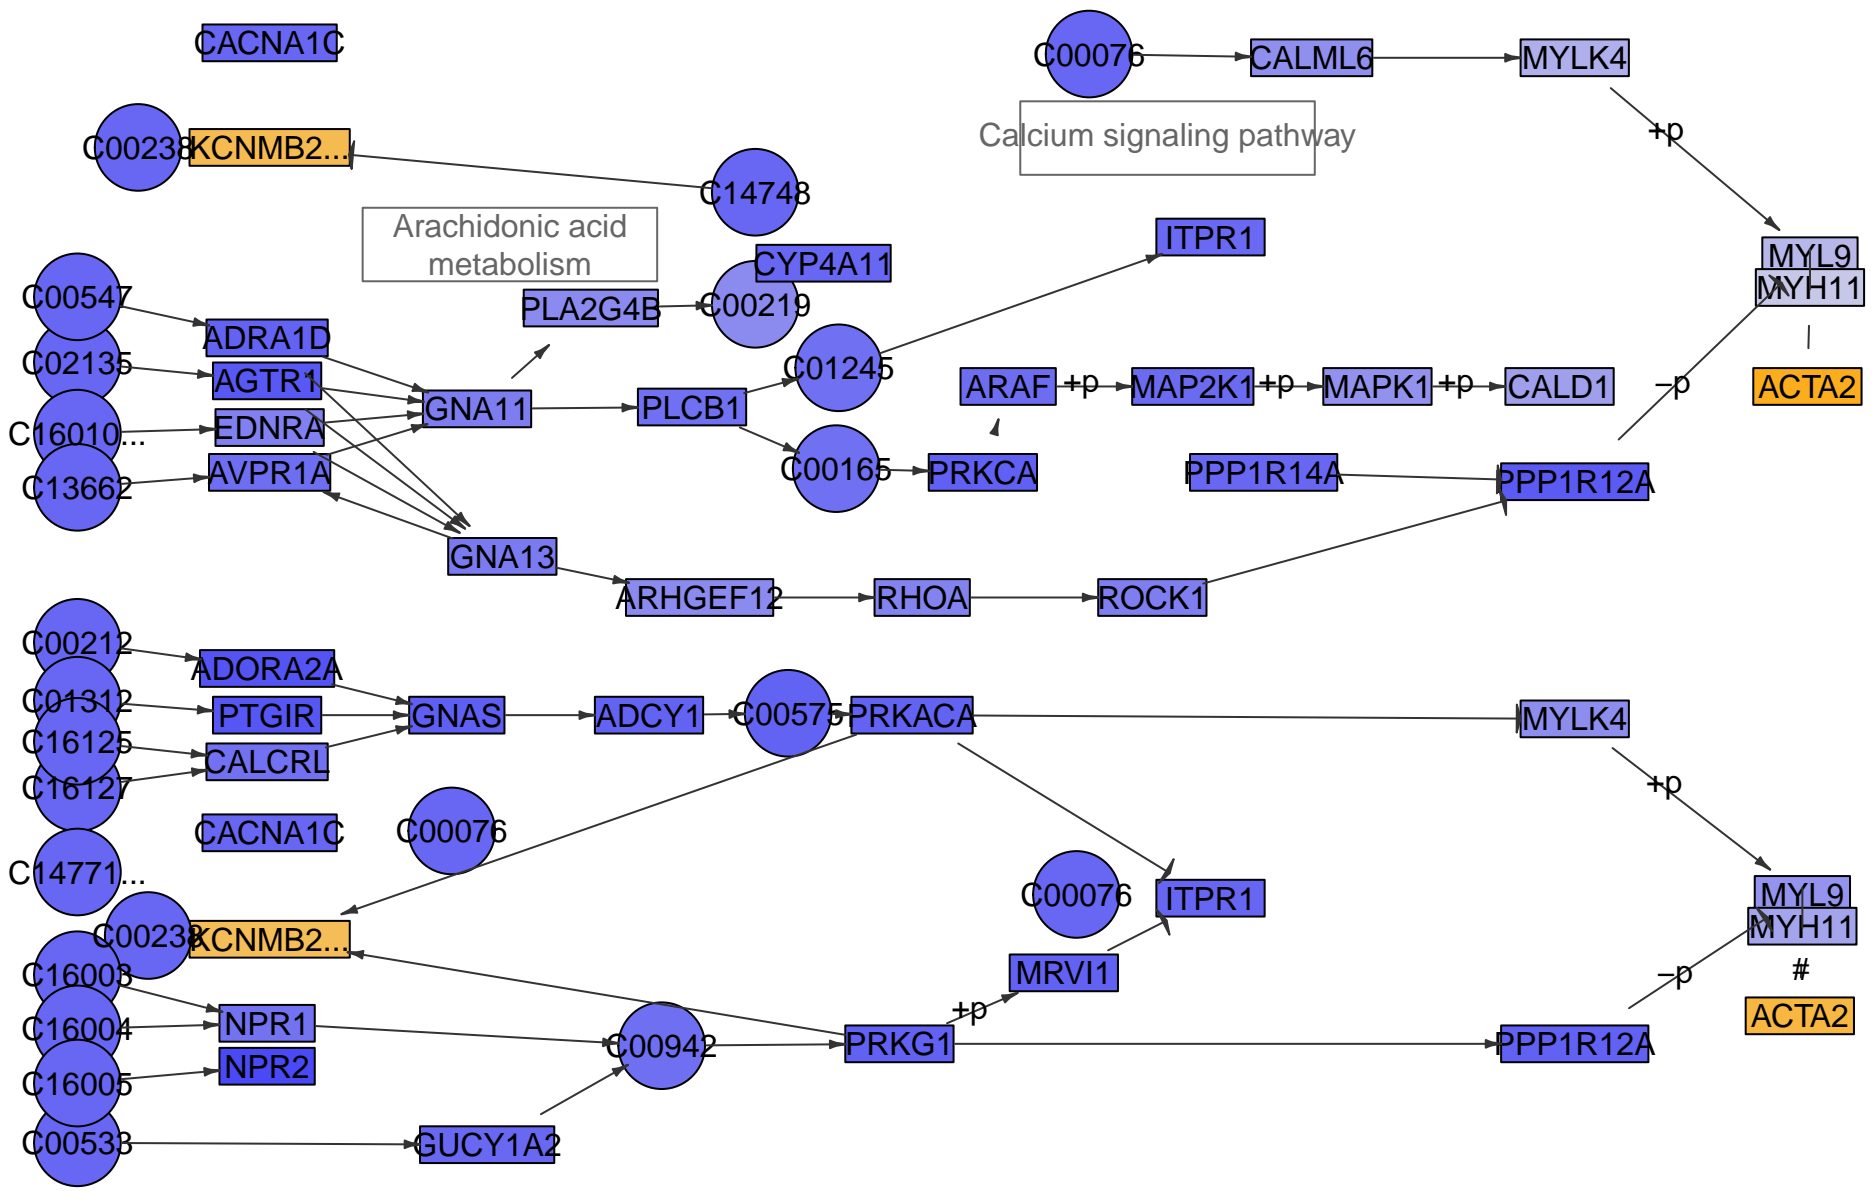 CACNA1C
C00076
CALML6
MYLK4
Calcium signaling pathway
+p
C00238
KCNMB2...
C14748
Arachidonic acid
metabolism
CYP4A11
ITPR1
MYL9
MYH11
C00547
PLA2G4B
C00219
ADRA1D
C02135
AGTR1
C01245
ARAF
+p
MAP2K1
+p
MAPK1
+p
CALD1
–p
ACTA2
C16010...
EDNRA
GNA11
PLCB1
C13662
AVPR1A
C00165
PRKCA
PPP1R14A
PPP1R12A
GNA13
ARHGEF12
RHOA
ROCK1
C00212
ADORA2A
C01312
PTGIR
GNAS
ADCY1
C00575
PRKACA
MYLK4
C16125
CALCRL
C16127
+p
CACNA1C
C00076
C14771...
C00076
ITPR1
MYL9
MYH11
C00238
KCNMB2...
C16003
MRVI1
–p
#
C16004
NPR1
+p
ACTA2
C00942
PRKG1
PPP1R12A
C16005
NPR2
C00533
GUCY1A2